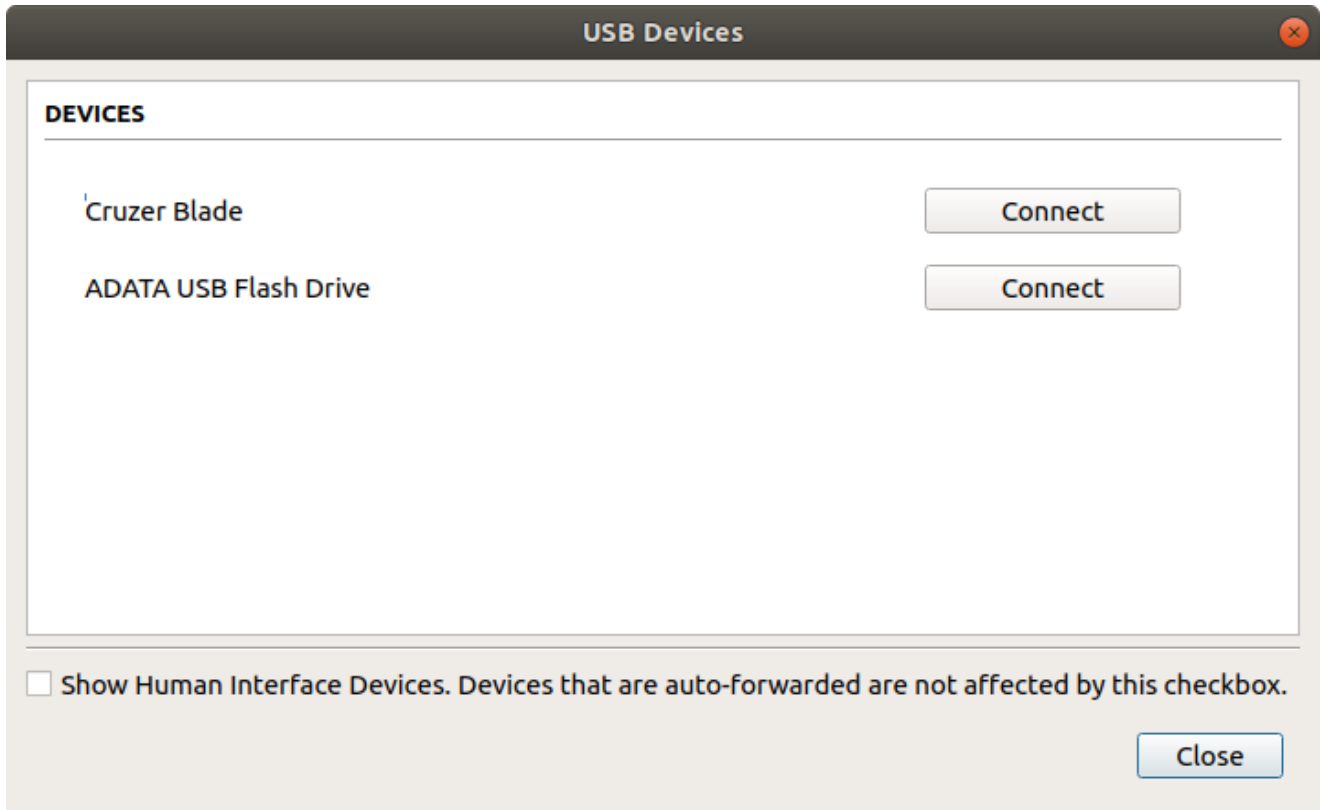 USB Devices
DEVICES
Cruzer Blade
Connect
ADATA USB Flash Drive
Connect
Show Human Interface Devices. Devices that are auto-forwarded are not affected by this checkbox.
Close